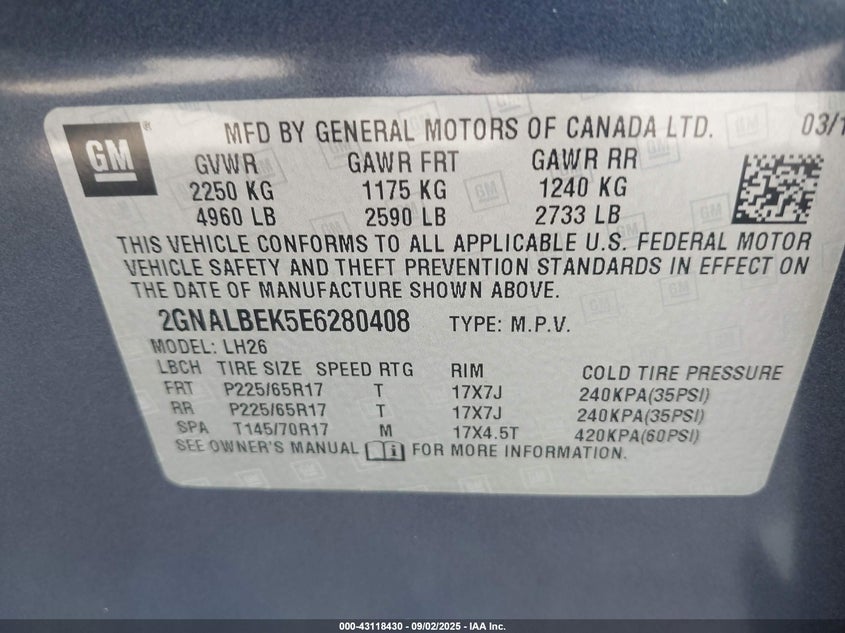 GM
MFD BY GENERAL MOTORS OF CANADA LTD. 03/1
GVWR GAWR FRT GAWR RR
2250 KG 1175 KG 1240 KG
4960 LB 2590 LB 2733 LB
THIS VEHICLE CONFORMS TO ALL APPLICABLE U.S. FEDERAL MOTOR
VEHICLE SAFETY AND THEFT PREVENTION STANDARDS IN EFFECT ON
THE DATE OF MANUFACTURE SHOWN ABOVE.
2GNALBEK5E6280408 TYPE: M.P.V.
MODEL: LH26
LBCH TIRE SIZE SPEED RTG RIM COLD TIRE PRESSURE
FRT P225/65R17 T 17X7J 240KPA(35PSI)
RR P225/65R17 T 17X7J 240KPA(35PSI)
SPA T145/70R17 M 17X4.5T 420KPA(60PSI)
SEE OWNER'S MANUAL i FOR MORE INFORMATION.
000-43118430 - 09/02/2025 - IAA Inc.